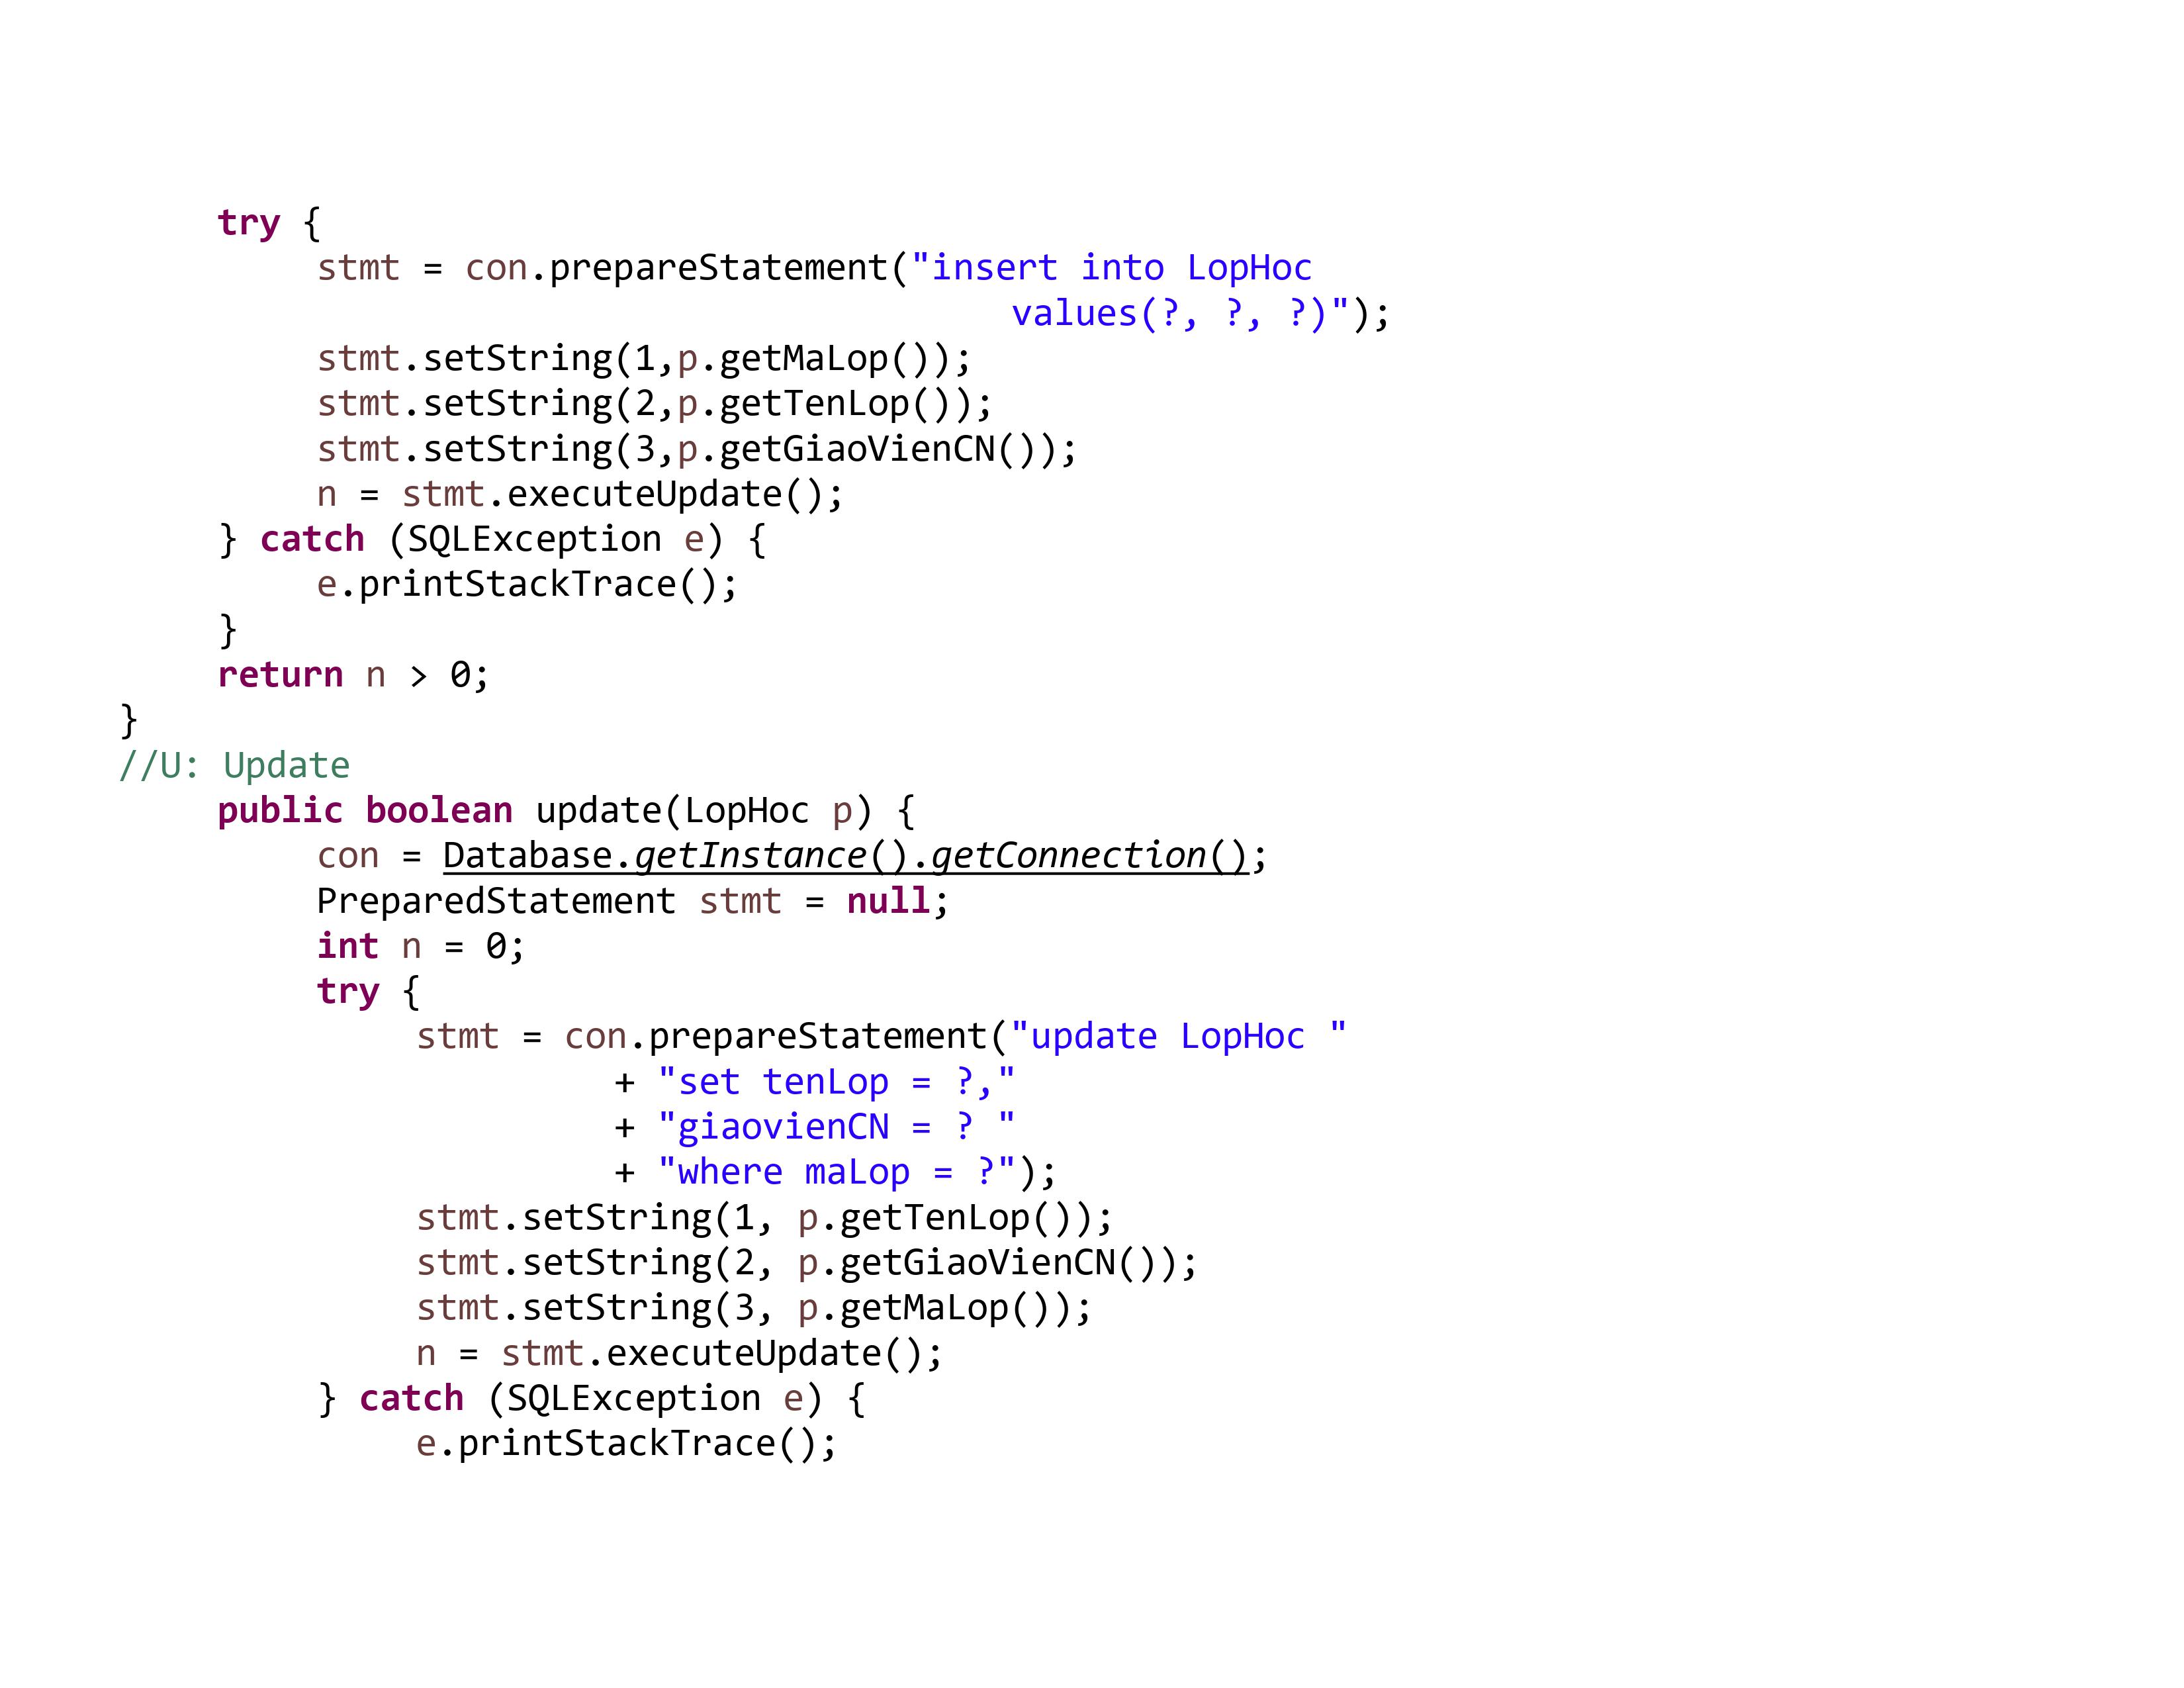 try {
stmt = con.prepareStatement("insert into LopHoc
values(?, ?, ?)");
stmt.setString(1,p.getMaLop());
stmt.setString(2,p.getTenLop());
stmt.setString(3,p.getGiaoVienCN());
n = stmt.executeUpdate();
} catch (SQLException e) {
e.printStackTrace();
}
return n > 0;
}
//U: Update
public boolean update(LopHoc p) {
con = Database.getInstance().getConnection();
PreparedStatement stmt = null;
int n = 0;
try {
stmt = con.prepareStatement("update LopHoc "
+ "set tenLop = ?,"
+ "giaovienCN = ? "
+ "where maLop = ?");
stmt.setString(1, p.getTenLop());
stmt.setString(2, p.getGiaoVienCN());
stmt.setString(3, p.getMaLop());
n = stmt.executeUpdate();
} catch (SQLException e) {
e.printStackTrace();